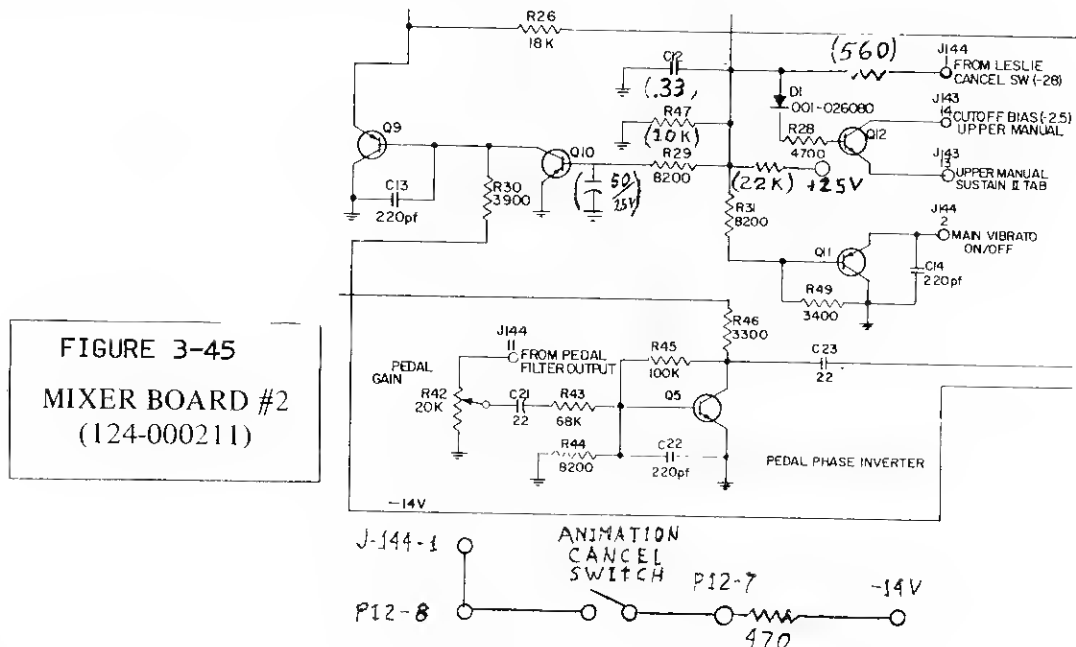 R26
18K
(560)
J144
1
FROM LESLIE
CANCEL SW (-28)
C12
(.33)
D1
001-026080
J143
14
CUTOFF BIAS(-2.5)
UPPER MANUAL
Q9
R47
(10K)
R28
4700
Q12
Q10
R29
8200
(22K)
+25V
J143
13
UPPER MANUAL
SUSTAIN II TAB
C13
220pf
R30
3900
(50/25V)
R31
8200
J144
2
MAIN VIBRATO
ON/OFF
Q11
C14
220pf
R49
3400
FIGURE 3-45
MIXER BOARD #2
(124-000211)
J144
11
FROM PEDAL
FILTER OUTPUT
R46
3300
R45
100K
C23
22
PEDAL
GAIN
R42
20K
C21
22
R43
68K
Q5
R44
8200
C22
220pf
PEDAL PHASE INVERTER
-14V
J-144-1
ANIMATION
CANCEL
SWITCH
P12-7
-14V
P12-8
470